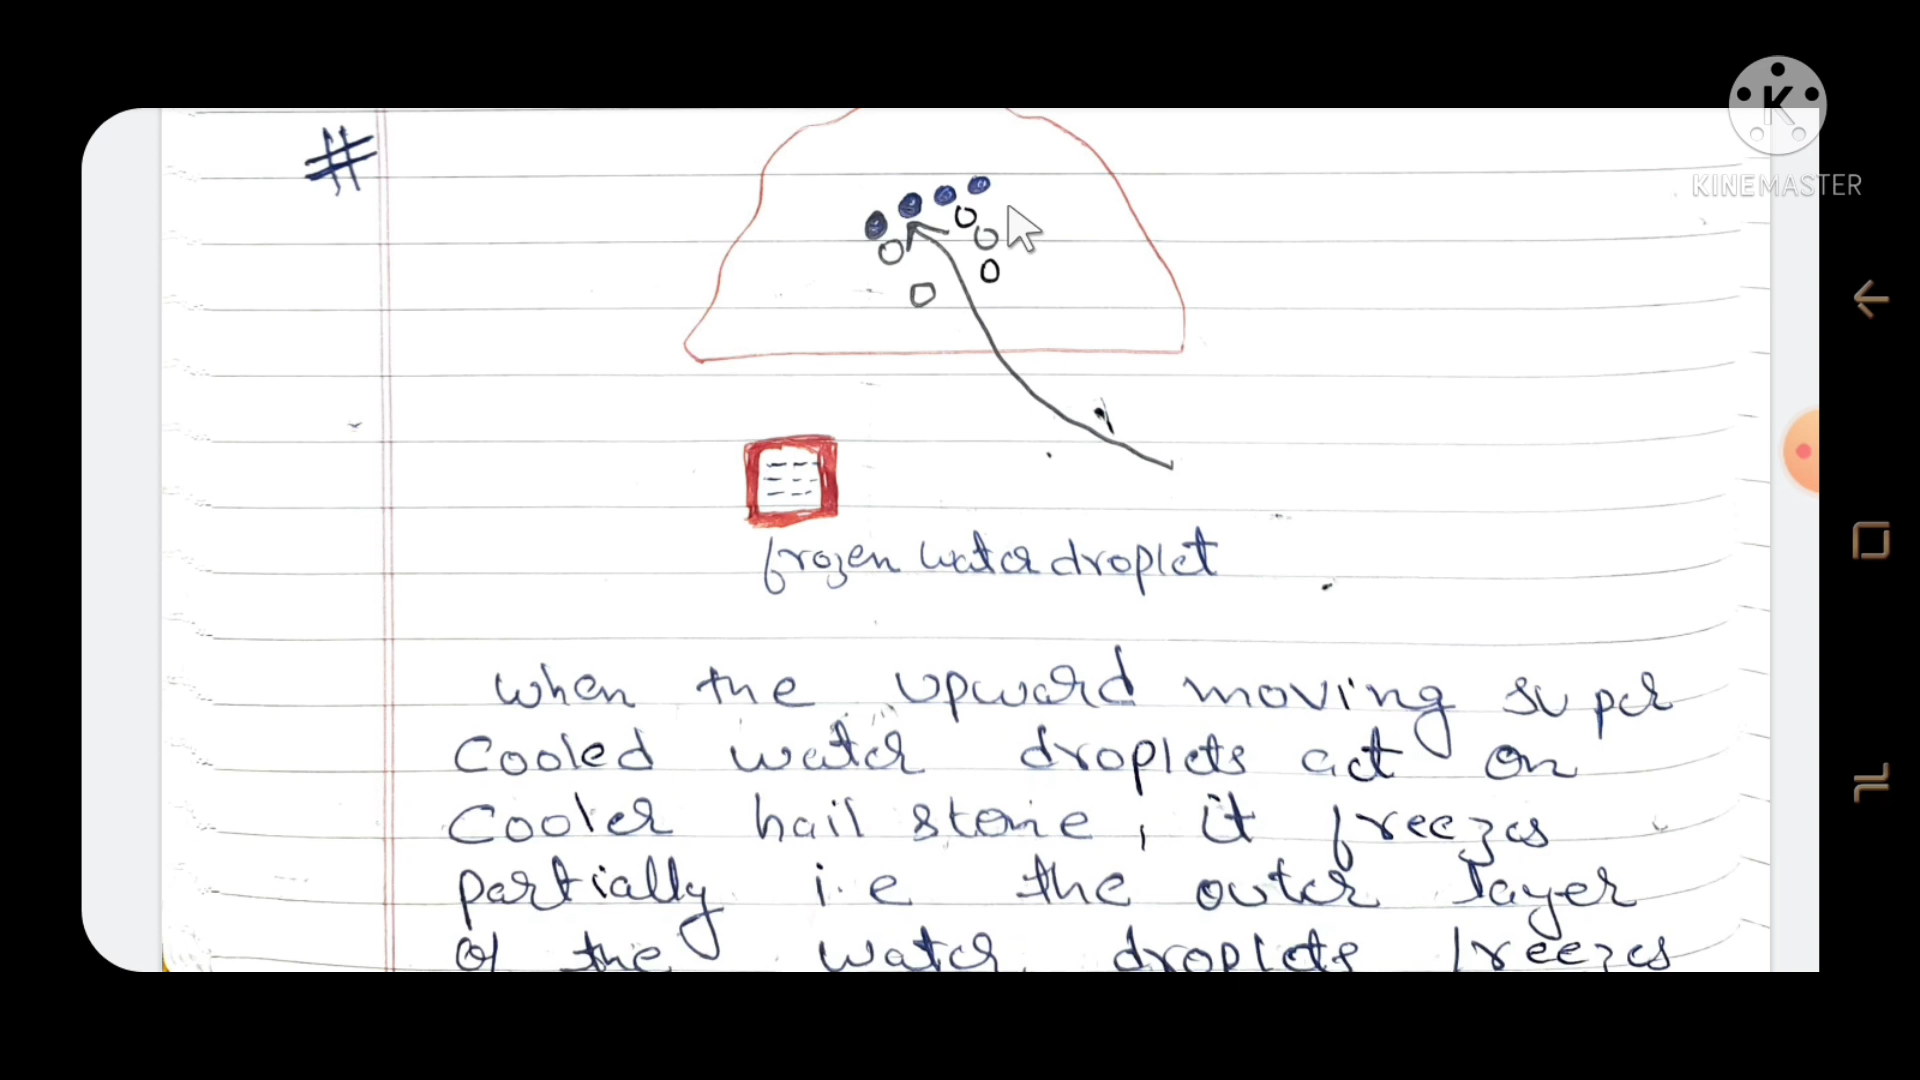 KINEMASTER
#
frozen water droplet
When the upward moving super
Cooled water droplets act on
Cooler hail stone, it freezes
partially i.e the outer layer
of the water droplets freezes